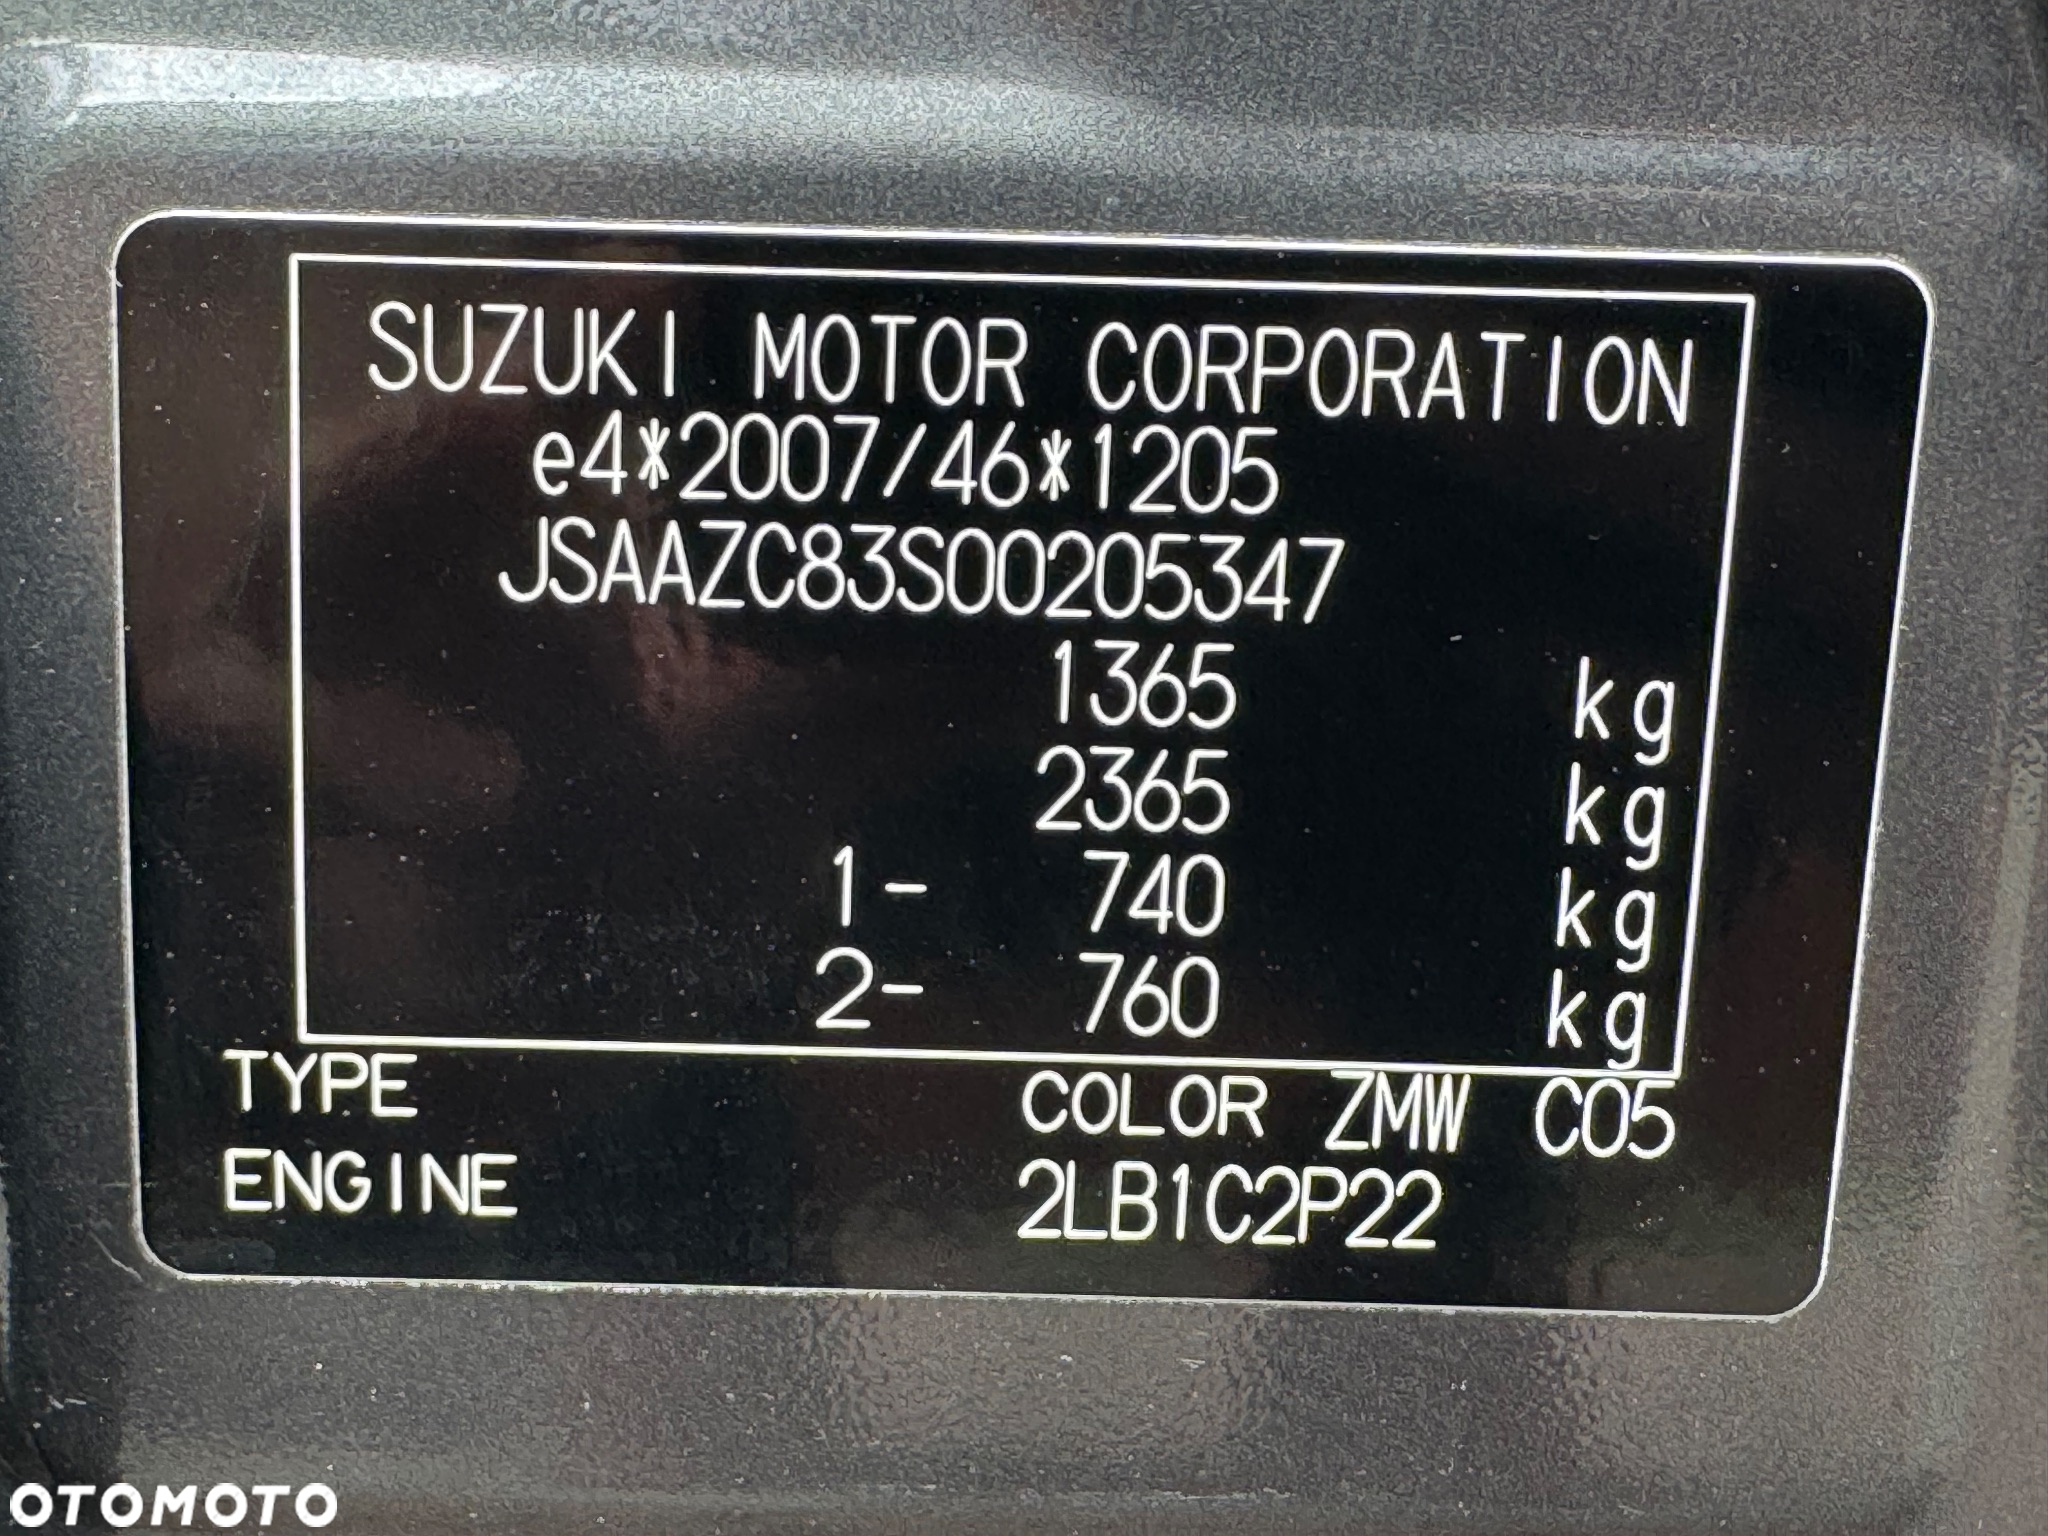 SUZUKI MOTOR CORPORATION
e4*2007/46*1205
JSAAZC83S00205347
1365 kg
2365 kg
1- 740 kg
2- 760 kg
TYPE COLOR ZMW C05
ENGINE 2LB1C2P22
OTOMOTO